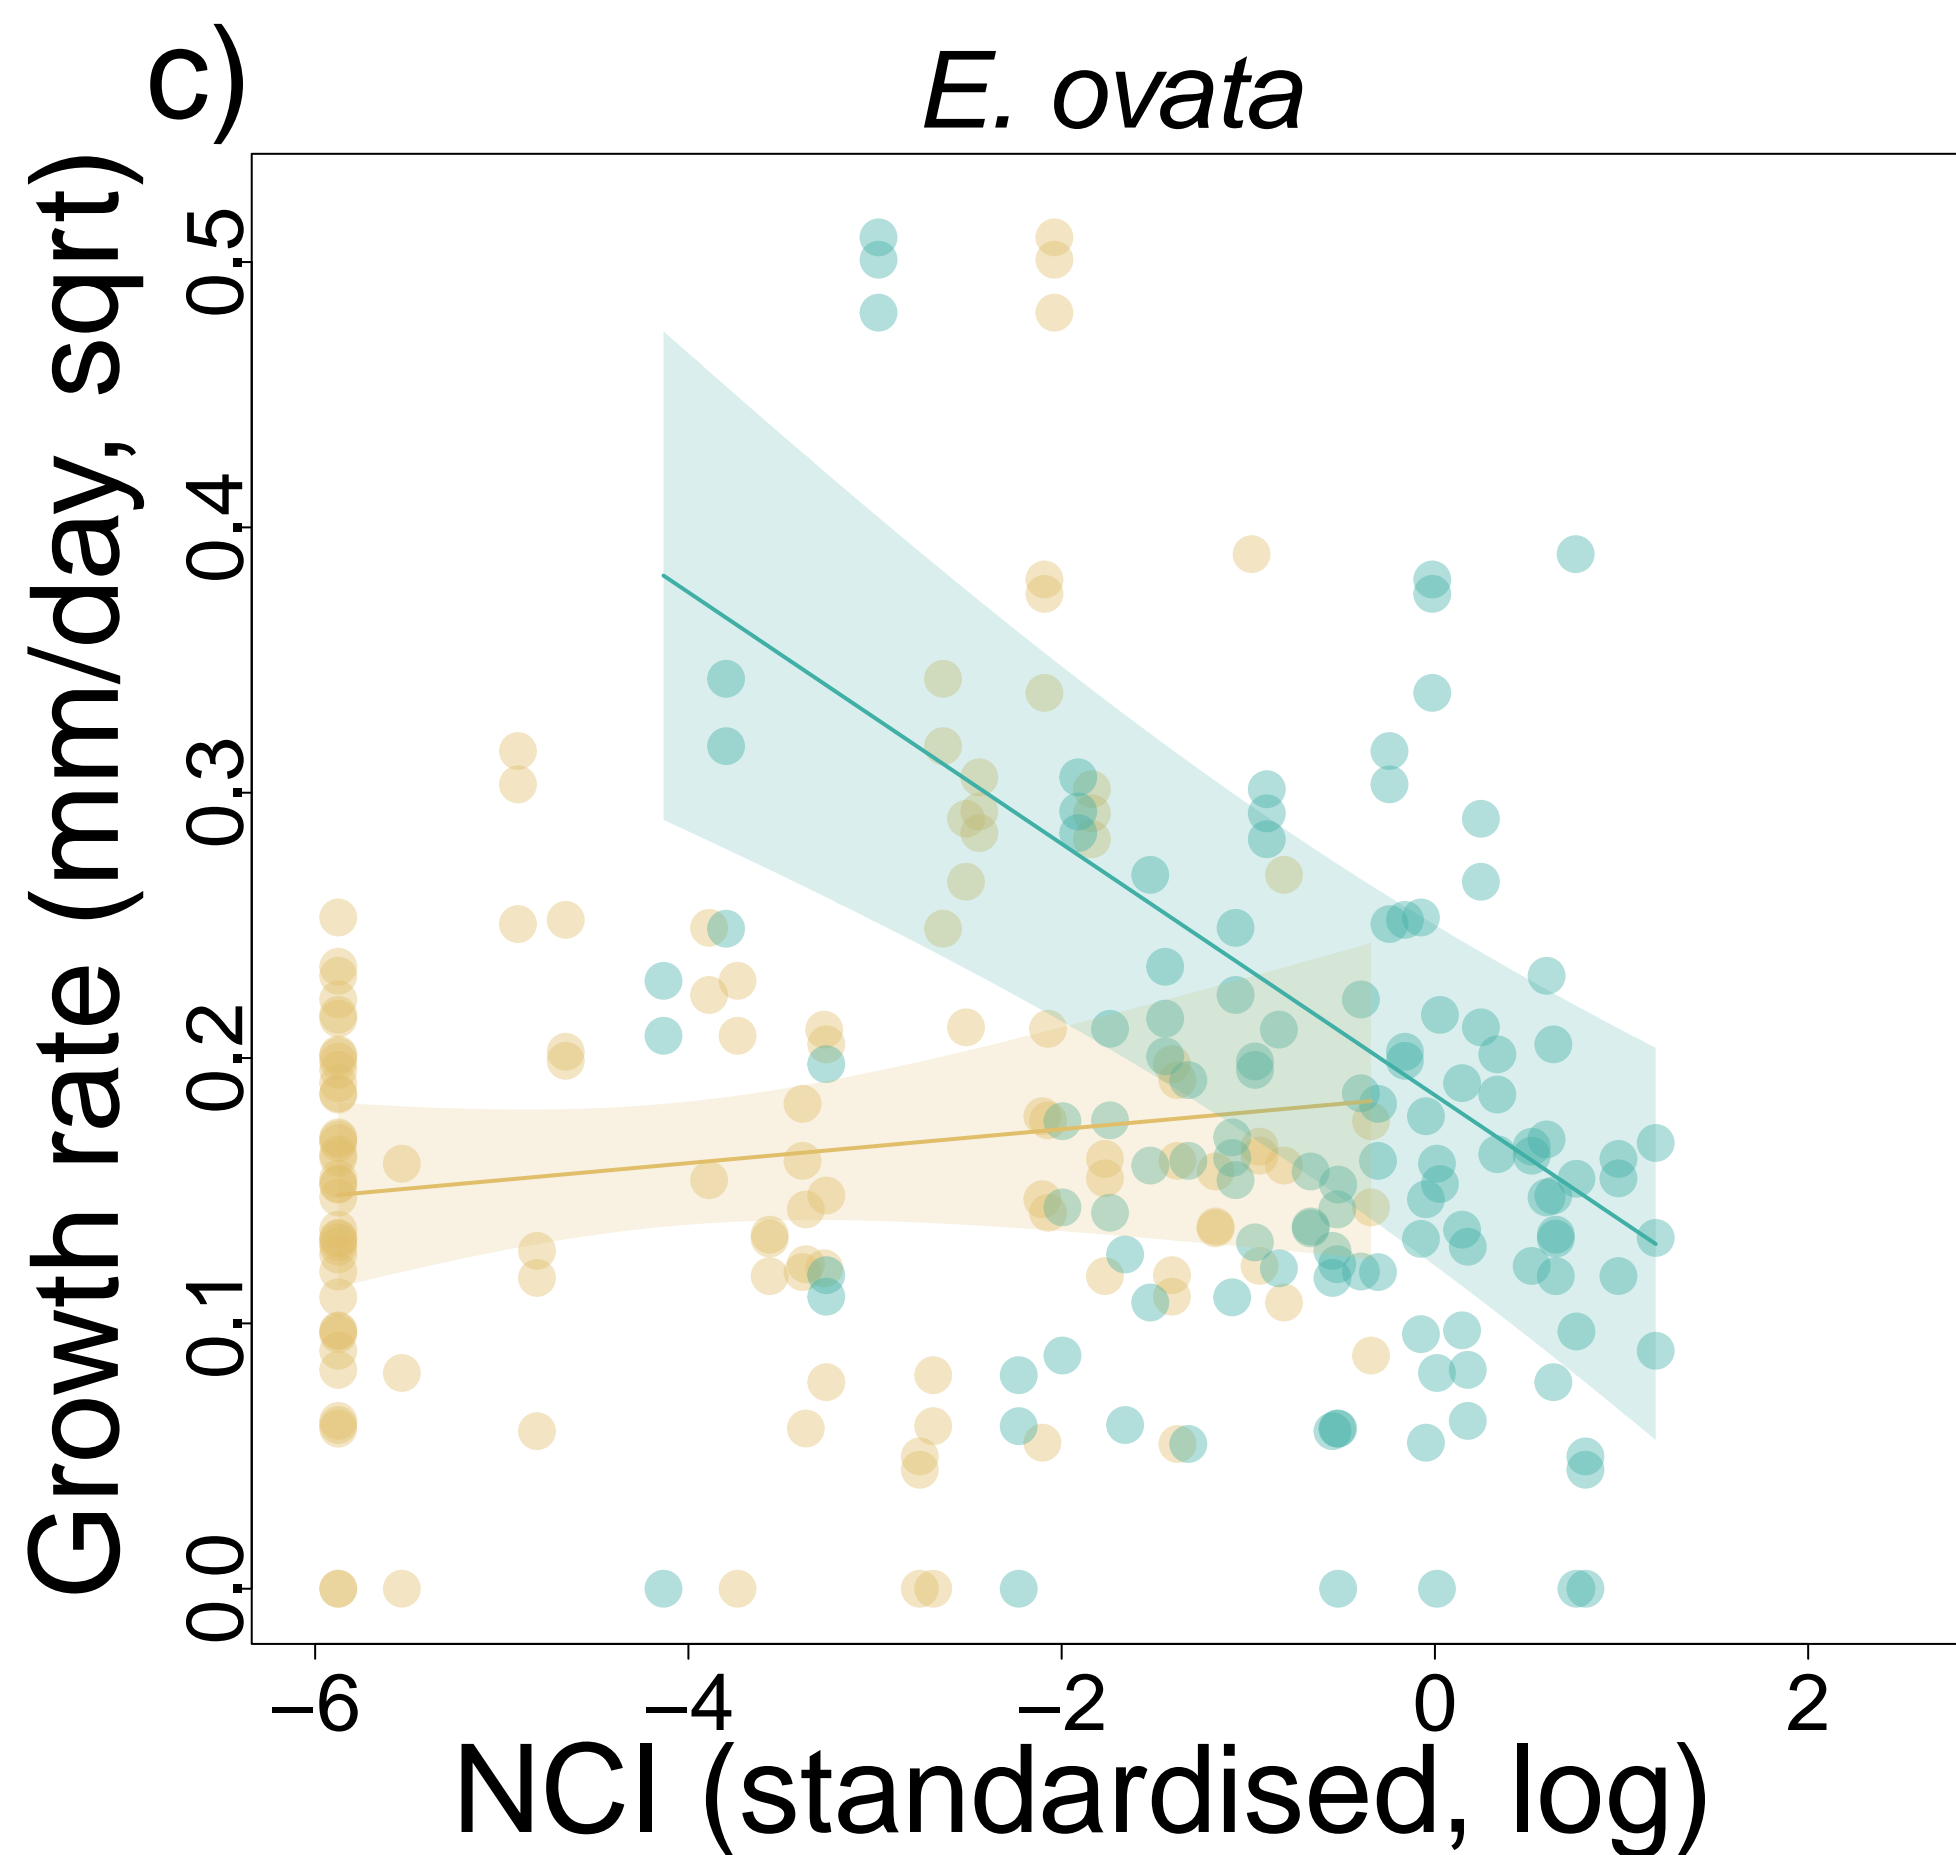 c)
E. ovata
Growth rate (mm/day, sqrt)
0.5
0.4
0.3
0.2
0.1
0.0
−6 −4 −2 0 2
NCI (standardised, log)